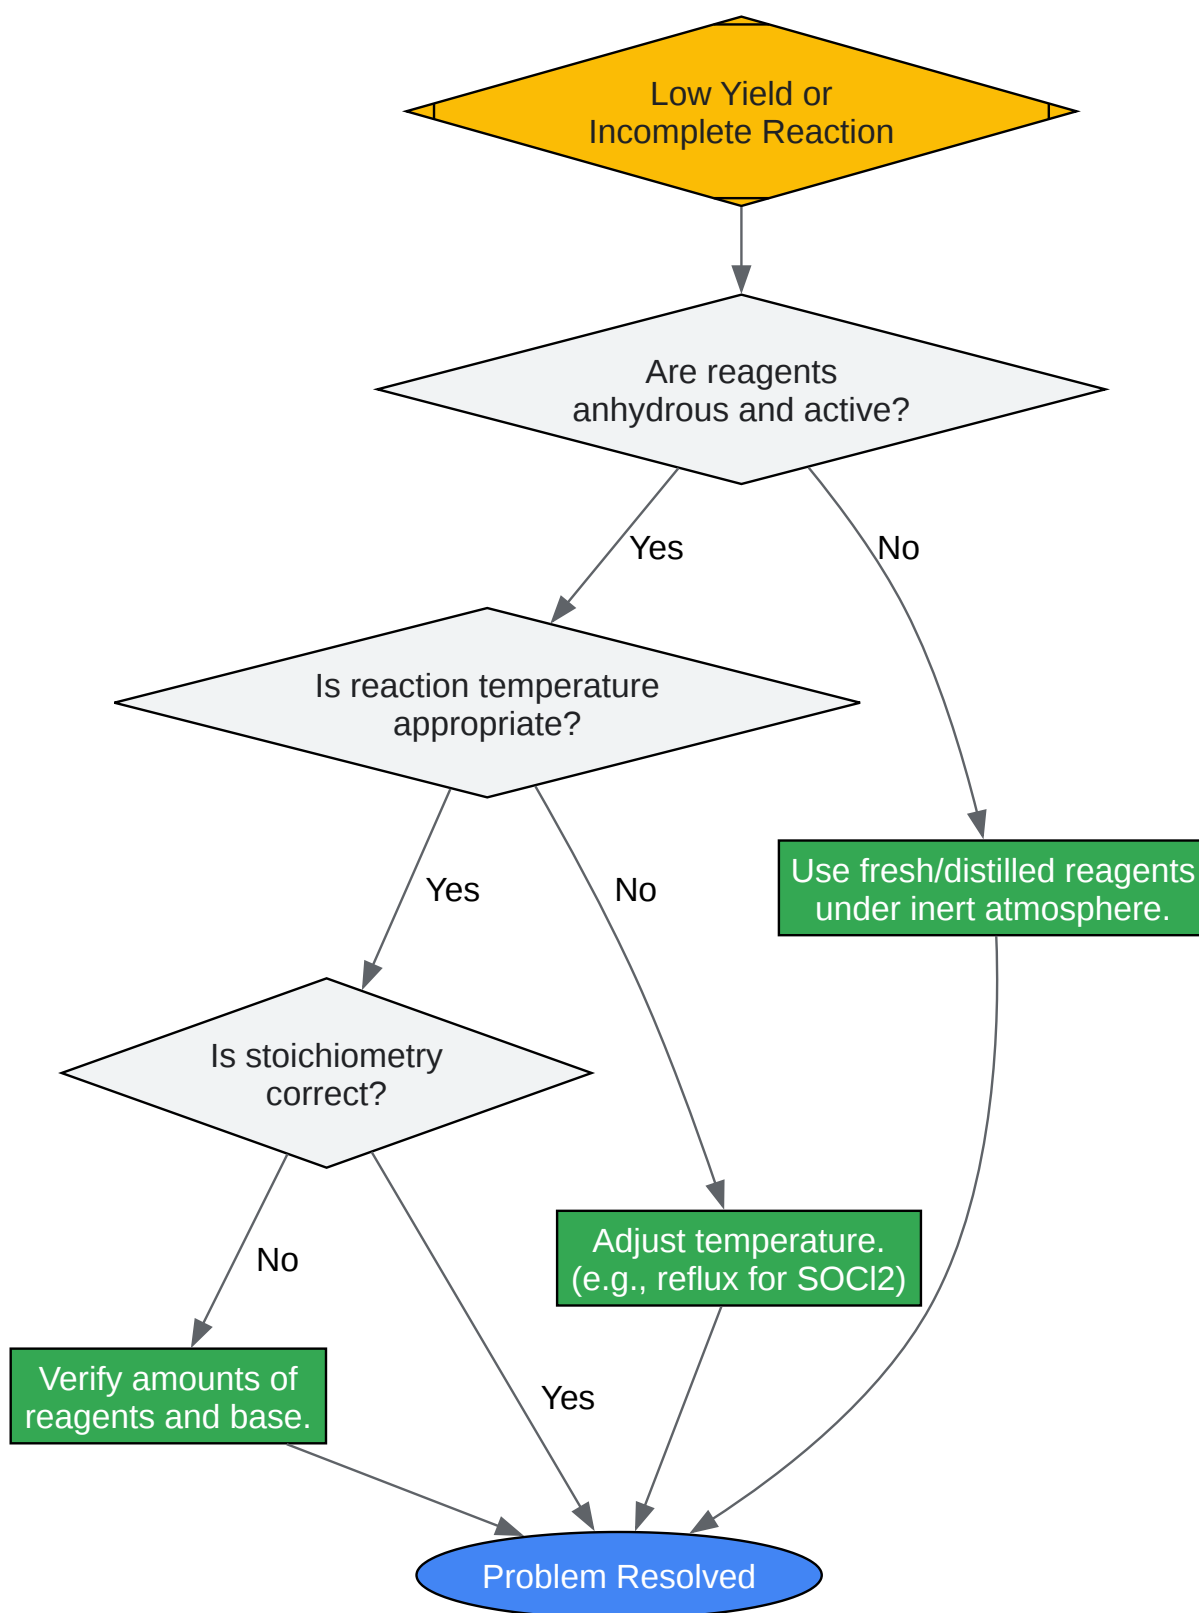 Low Yield or
Incomplete Reaction
Are reagents
anhydrous and active?
Yes
No
Is reaction temperature
appropriate?
Use fresh/distilled reagents
under inert atmosphere.
Yes
No
Is stoichiometry
correct?
Adjust temperature.
(e.g., reflux for SOCl2)
No
Yes
Verify amounts of
reagents and base.
Problem Resolved